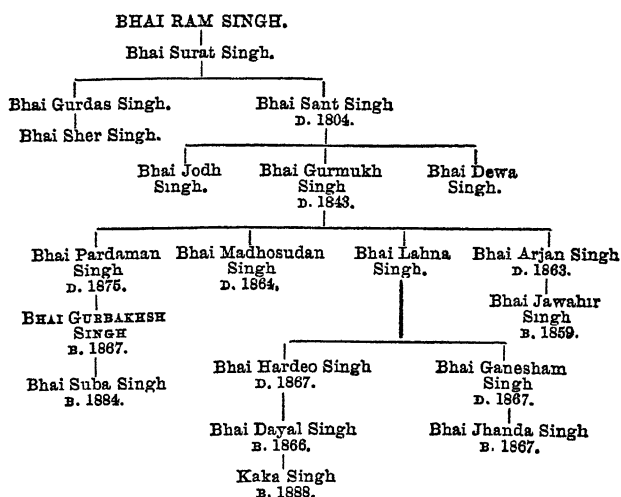 BHAI RAM SINGH.
Bhai Surat Singh.
Bhai Gurdas Singh.
Bhai Sant Singh
D. 1804.
Bhai Sher Singh.
Bhai Jodh
Singh.
Bhai Gurmukh
Singh
D. 1843.
Bhai Dewa
Singh.
Bhai Pardaman
Singh
D. 1875.
Bhai Madhosudan
Singh
D. 1864.
Bhai Lahna
Singh.
Bhai Arjan Singh
D. 1863.
Bhai Jawahir
Singh
B. 1859.
BHAI GURBAKHSH
SINGH
B. 1867.
Bhai Suba Singh
B. 1884.
Bhai Hardeo Singh
D. 1867.
Bhai Ganesham
Singh
D. 1867.
Bhai Dayal Singh
B. 1866.
Bhai Jhanda Singh
B. 1867.
Kaka Singh
B. 1888.